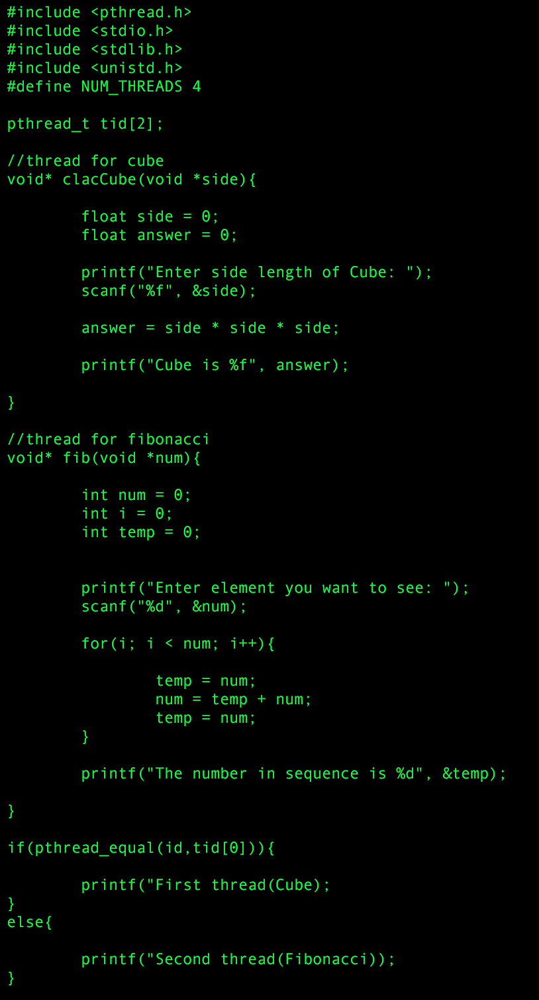 #include <pthread.h>
#include <stdio.h>
#include <stdlib.h>
#include <unistd.h>
#define NUM_THREADS 4
pthread_t tid[2];
//thread for cube
void* clacCube(void *side){
float side = 0;
float answer = 0;
printf("Enter side length of Cube: ");
scanf("%f", &side);
answer = side * side * side;
printf("Cube is %f", answer);
}
//thread for fibonacci
void* fib(void *num){
int num = 0;
int i = 0;
int temp = 0;
printf("Enter element you want to see: ");
scanf("%d", &num);
for(i; i < num; i++){
temp = num;
num = temp + num;
temp = num;
}
printf("The number in sequence is %d", &temp);
}
if(pthread_equal(id,tid[0])){
printf("First thread(Cube);
}
else{
printf("Second thread(Fibonacci));
}